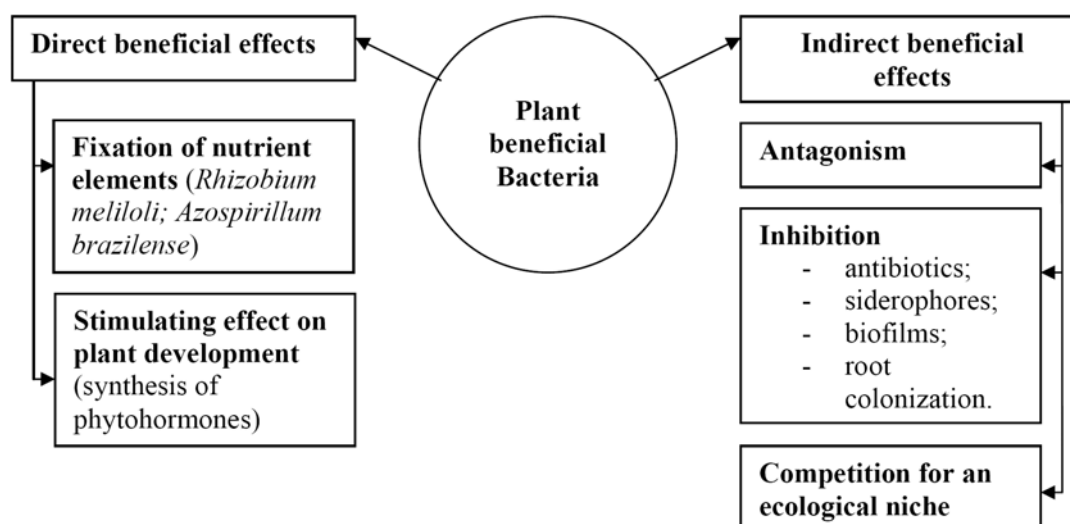 Direct beneficial effects
Fixation of nutrient
elements (Rhizobium
meliloli; Azospirillum
brazilense)
Stimulating effect on
plant development
(synthesis of
phytohormones)
Plant
beneficial
Bacteria
Indirect beneficial
effects
Antagonism
Inhibition
- antibiotics;
- siderophores;
- biofilms;
- root
colonization.
Competition for an
ecological niche